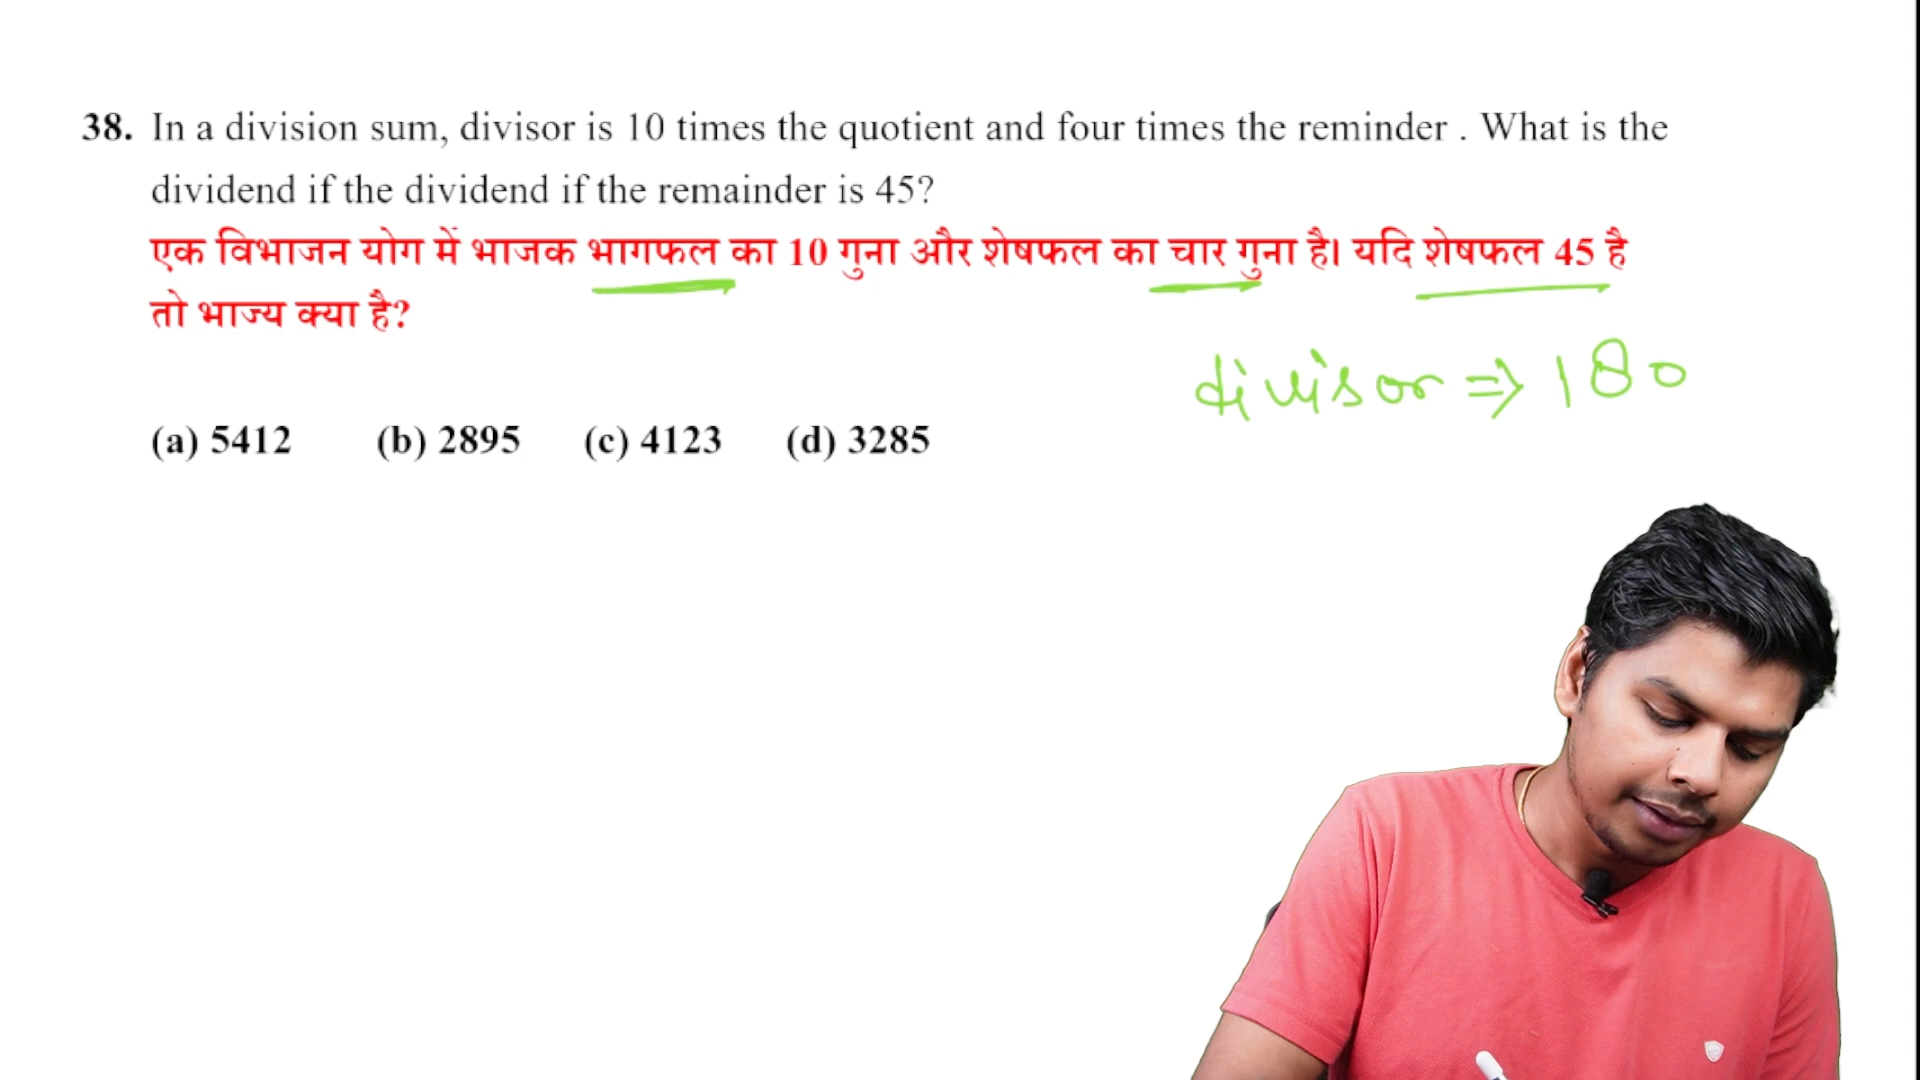 38. In a division sum, divisor is 10 times the quotient and four times the reminder . What is the
dividend if the dividend if the remainder is 45?
एक विभाजन योग में भाजक भागफल का 10 गुना और शेषफल का चार गुना है। यदि शेषफल 45 है
तो भाज्य क्या है?
divisor ⇒ 180
(a) 5412 (b) 2895 (c) 4123 (d) 3285